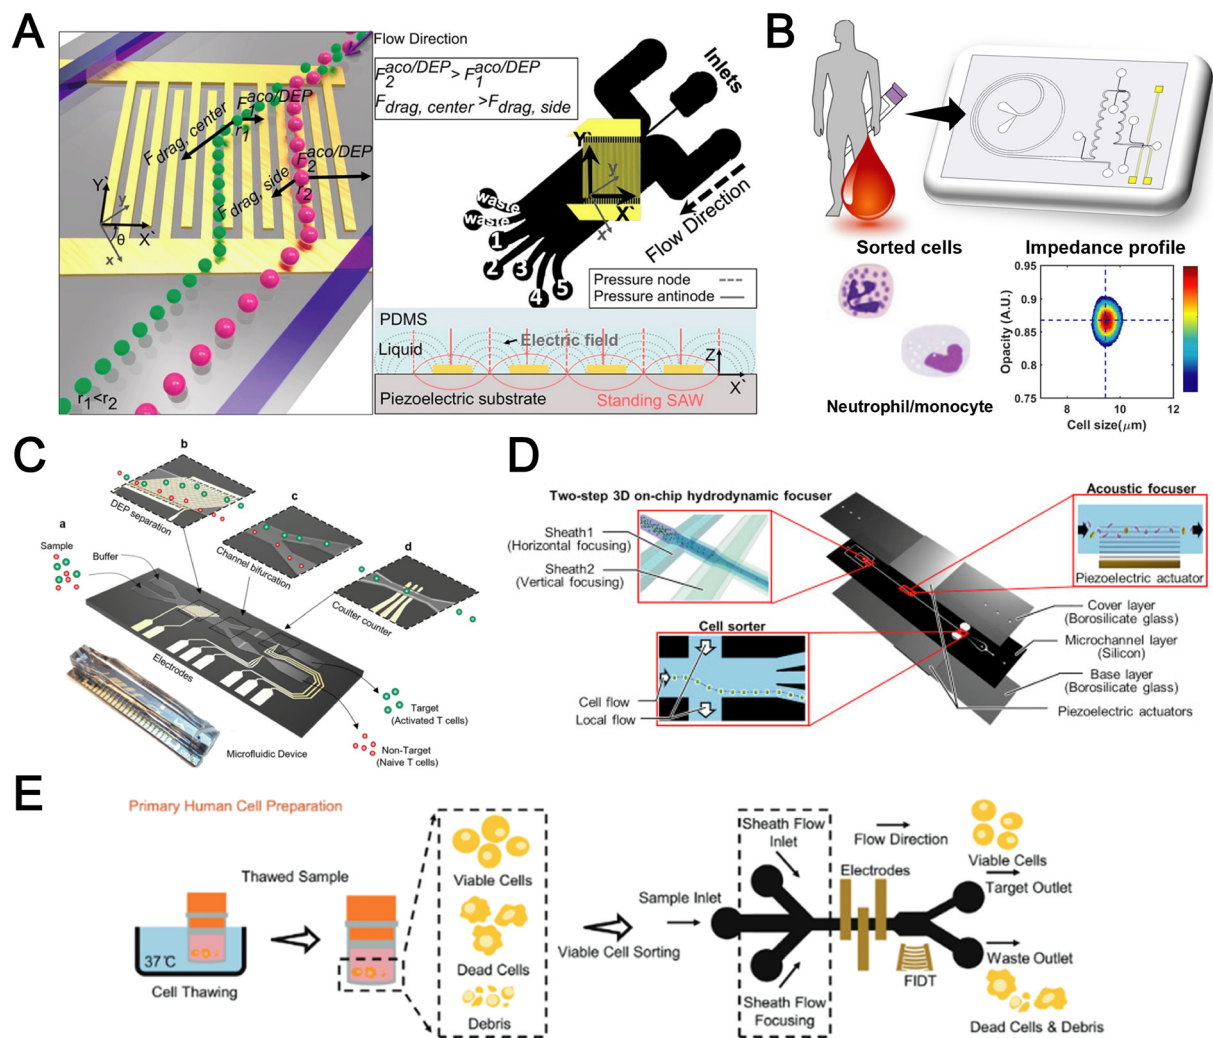 A
Flow Direction
F2^aco/DEP > F1^aco/DEP
Fdrag, center >Fdrag, side
F1^aco/DEP
r1
Fdrag, center
F2^aco/DEP
r2
Fdrag, side
Y`
y
X`
θ
x
r1<r2
Inlets
Y`
y
X`
x
Flow Direction
waste
waste
1
2
3
4
5
Pressure node
Pressure antinode
PDMS
Liquid
Electric field
Z
X`
Piezoelectric substrate
Standing SAW
B
Sorted cells
Neutrophil/monocyte
Impedance profile
Opacity (A.U.)
0.95
0.9
0.85
0.8
0.75
8
10
12
Cell size(μm)
C
a
Sample
Buffer
b
DEP separation
c
Channel bifurcation
d
Coulter counter
Electrodes
Microfluidic Device
Target
(Activated T cells)
Non-Target
(Naive T cells)
D
Two-step 3D on-chip hydrodynamic focuser
Sheath1
(Horizontal focusing)
Sheath2
(Vertical focusing)
Acoustic focuser
Piezoelectric actuator
Cell sorter
Cell flow
Local flow
Cover layer
(Borosilicate glass)
Microchannel layer
(Silicon)
Base layer
(Borosilicate glass)
Piezoelectric actuators
E
Primary Human Cell Preparation
37℃
Cell Thawing
Thawed Sample
Viable Cells
Dead Cells
Debris
Viable Cell Sorting
Sample Inlet
Sheath Flow
Inlet
Sheath Flow
Focusing
Flow Direction
Electrodes
FIDT
Viable Cells
Target Outlet
Waste Outlet
Dead Cells & Debris